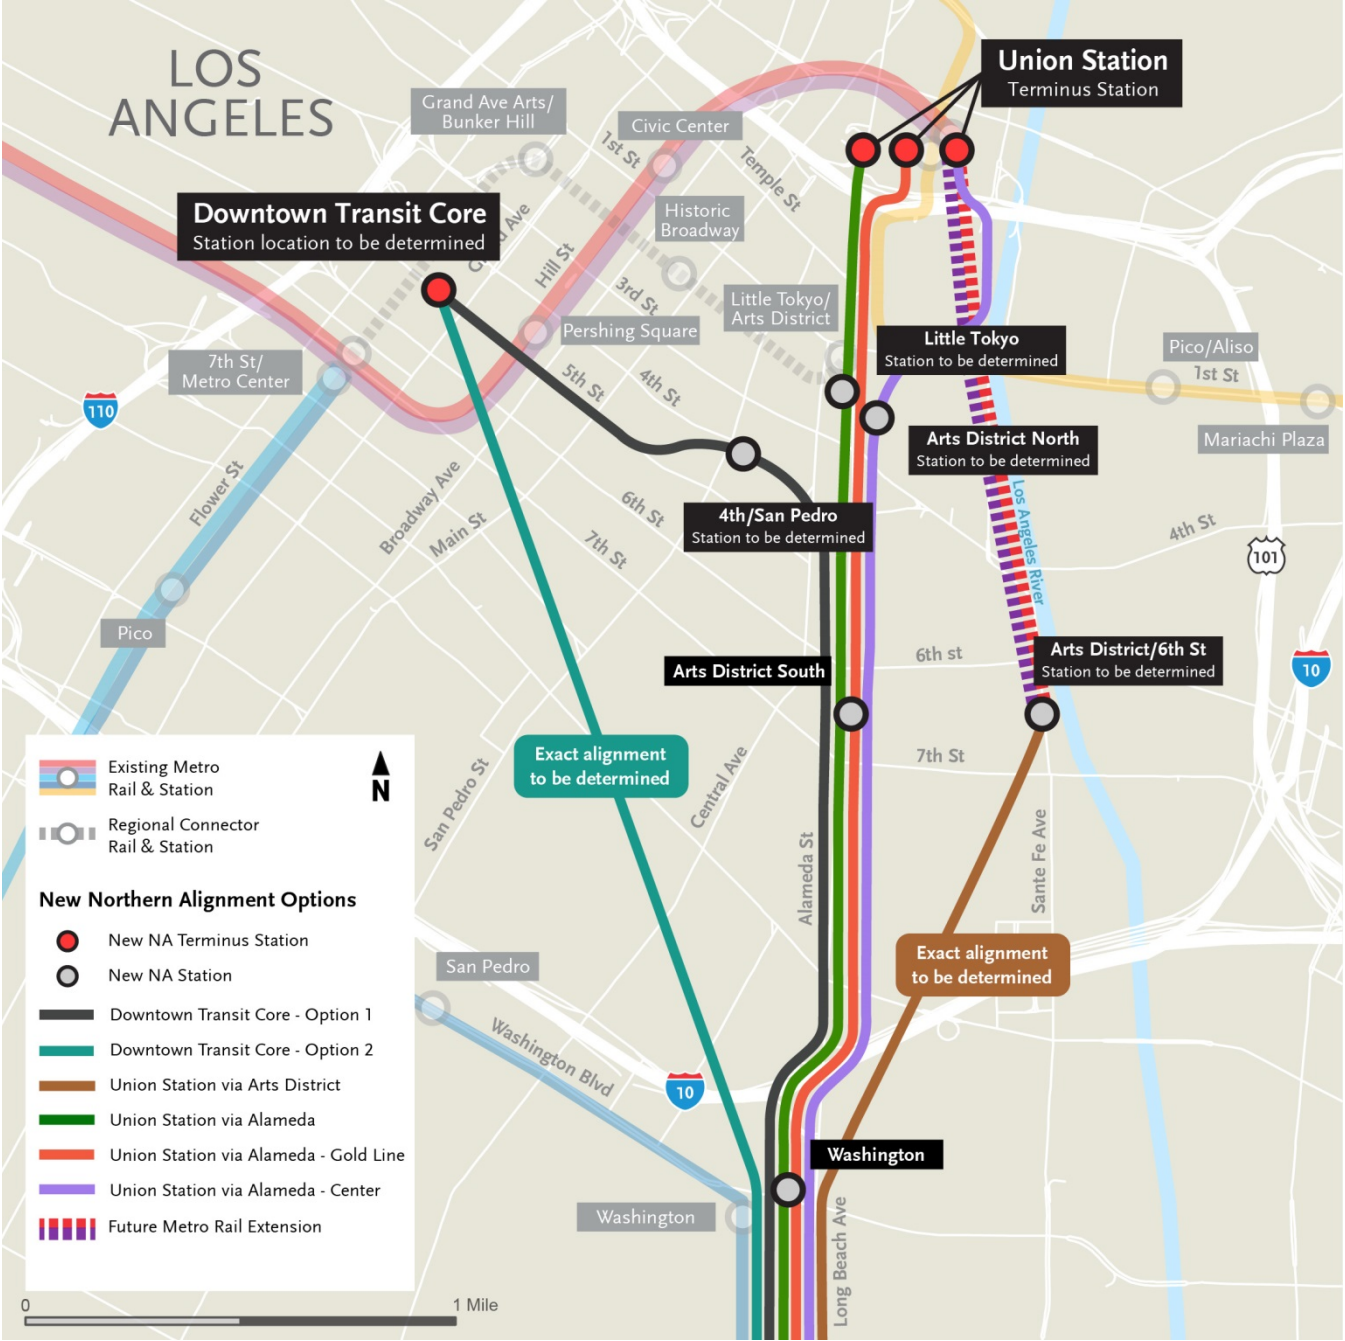 LOS
ANGELES
Union Station
Terminus Station
Grand Ave Arts/
Bunker Hill
Civic Center
1st St
Temple St
Downtown Transit Core
Station location to be determined
Historic
Broadway
Hill St
3rd St
Little Tokyo/
Arts District
Pershing Square
7th St/
Metro Center
110
5th St
4th St
Little Tokyo
Station to be determined
Pico/Aliso
1st St
Mariachi Plaza
Arts District North
Station to be determined
Flower St
Broadway Ave
Main St
6th St
7th St
4th/San Pedro
Station to be determined
Los Angeles River
4th St
101
Pico
Arts District South
6th st
Arts District/6th St
Station to be determined
10
Exact alignment
to be determined
7th St
San Pedro St
Central Ave
Alameda St
Sante Fe Ave
Exact alignment
to be determined
San Pedro
Washington Blvd
10
Washington
Washington
Long Beach Ave
Existing Metro
Rail & Station
N
Regional Connector
Rail & Station
New Northern Alignment Options
New NA Terminus Station
New NA Station
Downtown Transit Core - Option 1
Downtown Transit Core - Option 2
Union Station via Arts District
Union Station via Alameda
Union Station via Alameda - Gold Line
Union Station via Alameda - Center
Future Metro Rail Extension
0
1 Mile